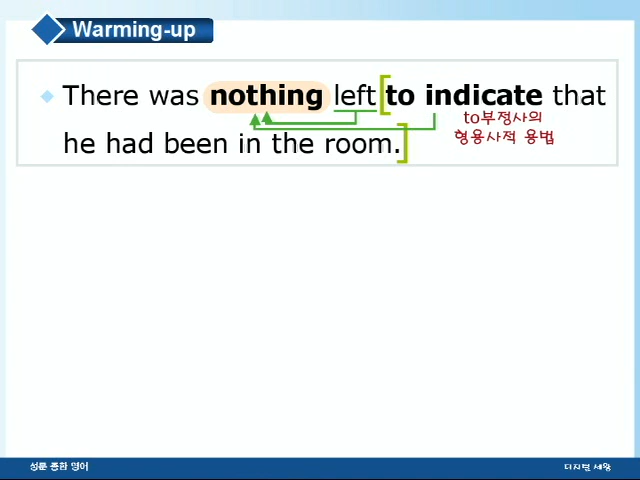 Warming-up
There was nothing left [to indicate that
to부정사의
형용사적 용법
he had been in the room.]
성문 종합 영어
디지털 세움